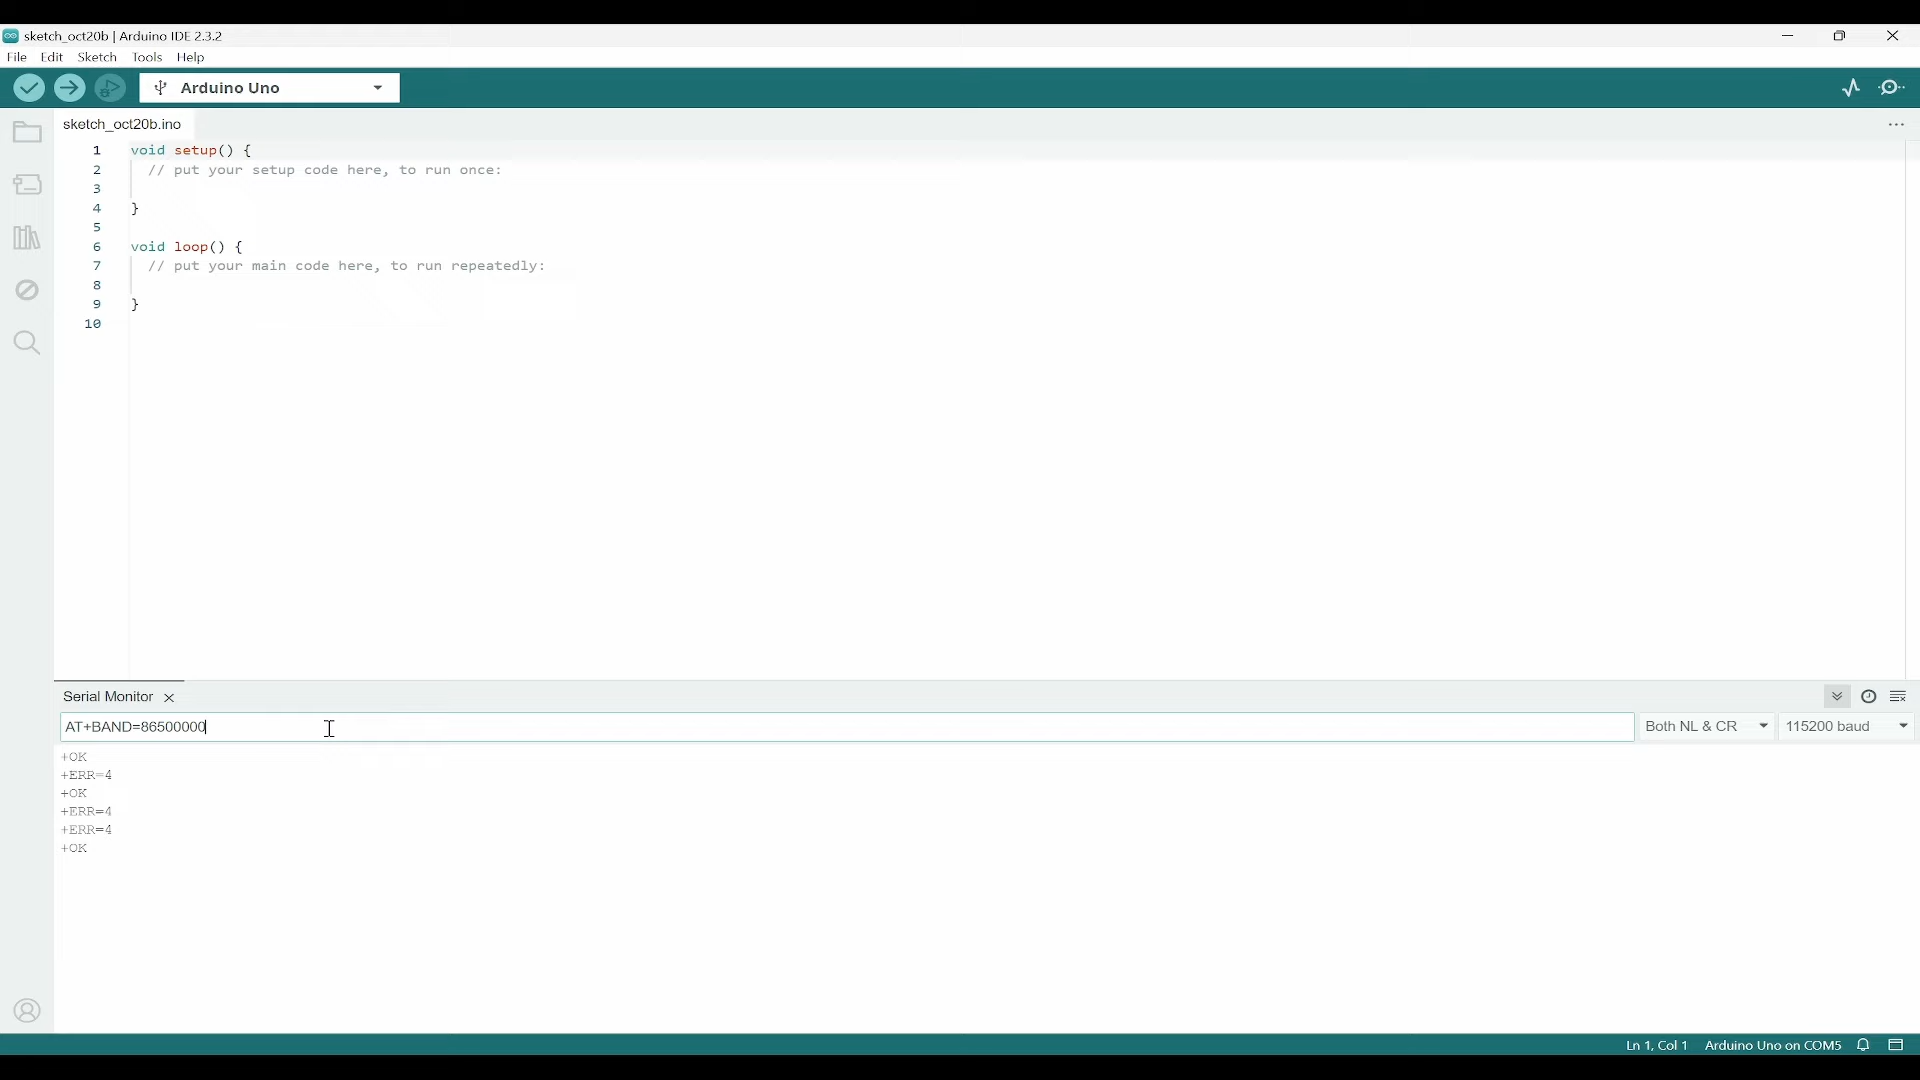 sketch_oct20b | Arduino IDE 2.3.2
File Edit Sketch Tools Help
Arduino Uno
sketch_oct20b.ino
1 void setup() {
2 // put your setup code here, to run once:
3
4 }
5
6 void loop() {
7 // put your main code here, to run repeatedly:
8
9 }
10
Serial Monitor
AT+BAND=86500000 Both NL & CR 115200 baud
+OK
+ERR=4
+OK
+ERR=4
+ERR=4
+OK
Ln 1, Col 1 Arduino Uno on COM5